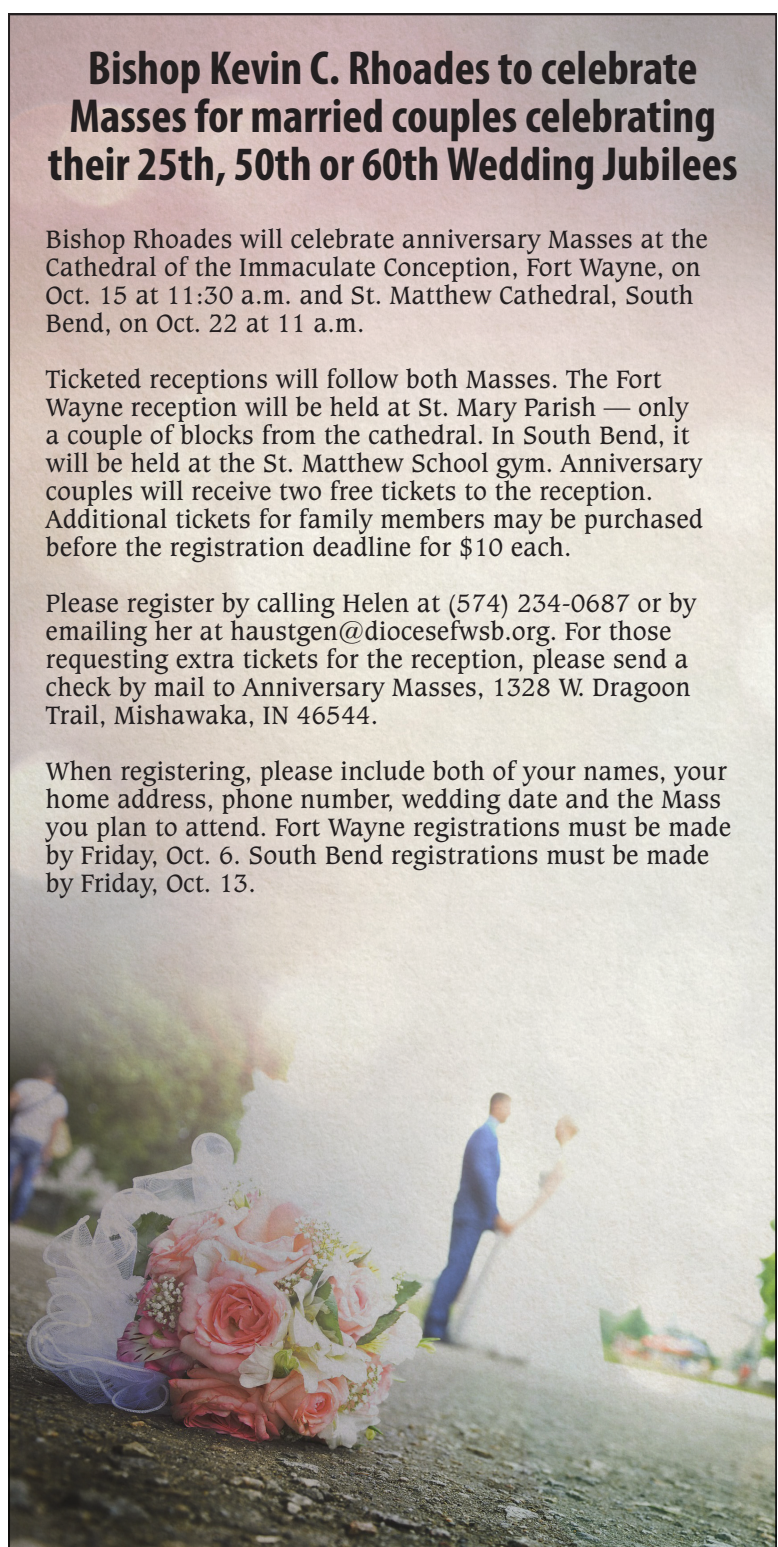 Bishop Kevin C. Rhoades to celebrate
Masses for married couples celebrating
their 25th, 50th or 60th Wedding Jubilees
Bishop Rhoades will celebrate anniversary Masses at the
Cathedral of the Immaculate Conception, Fort Wayne, on
Oct. 15 at 11:30 a.m. and St. Matthew Cathedral, South
Bend, on Oct. 22 at 11 a.m.
Ticketed receptions will follow both Masses. The Fort
Wayne reception will be held at St. Mary Parish — only
a couple of blocks from the cathedral. In South Bend, it
will be held at the St. Matthew School gym. Anniversary
couples will receive two free tickets to the reception.
Additional tickets for family members may be purchased
before the registration deadline for $10 each.
Please register by calling Helen at (574) 234-0687 or by
emailing her at haustgen@diocesefwsb.org. For those
requesting extra tickets for the reception, please send a
check by mail to Anniversary Masses, 1328 W. Dragoon
Trail, Mishawaka, IN 46544.
When registering, please include both of your names, your
home address, phone number, wedding date and the Mass
you plan to attend. Fort Wayne registrations must be made
by Friday, Oct. 6. South Bend registrations must be made
by Friday, Oct. 13.